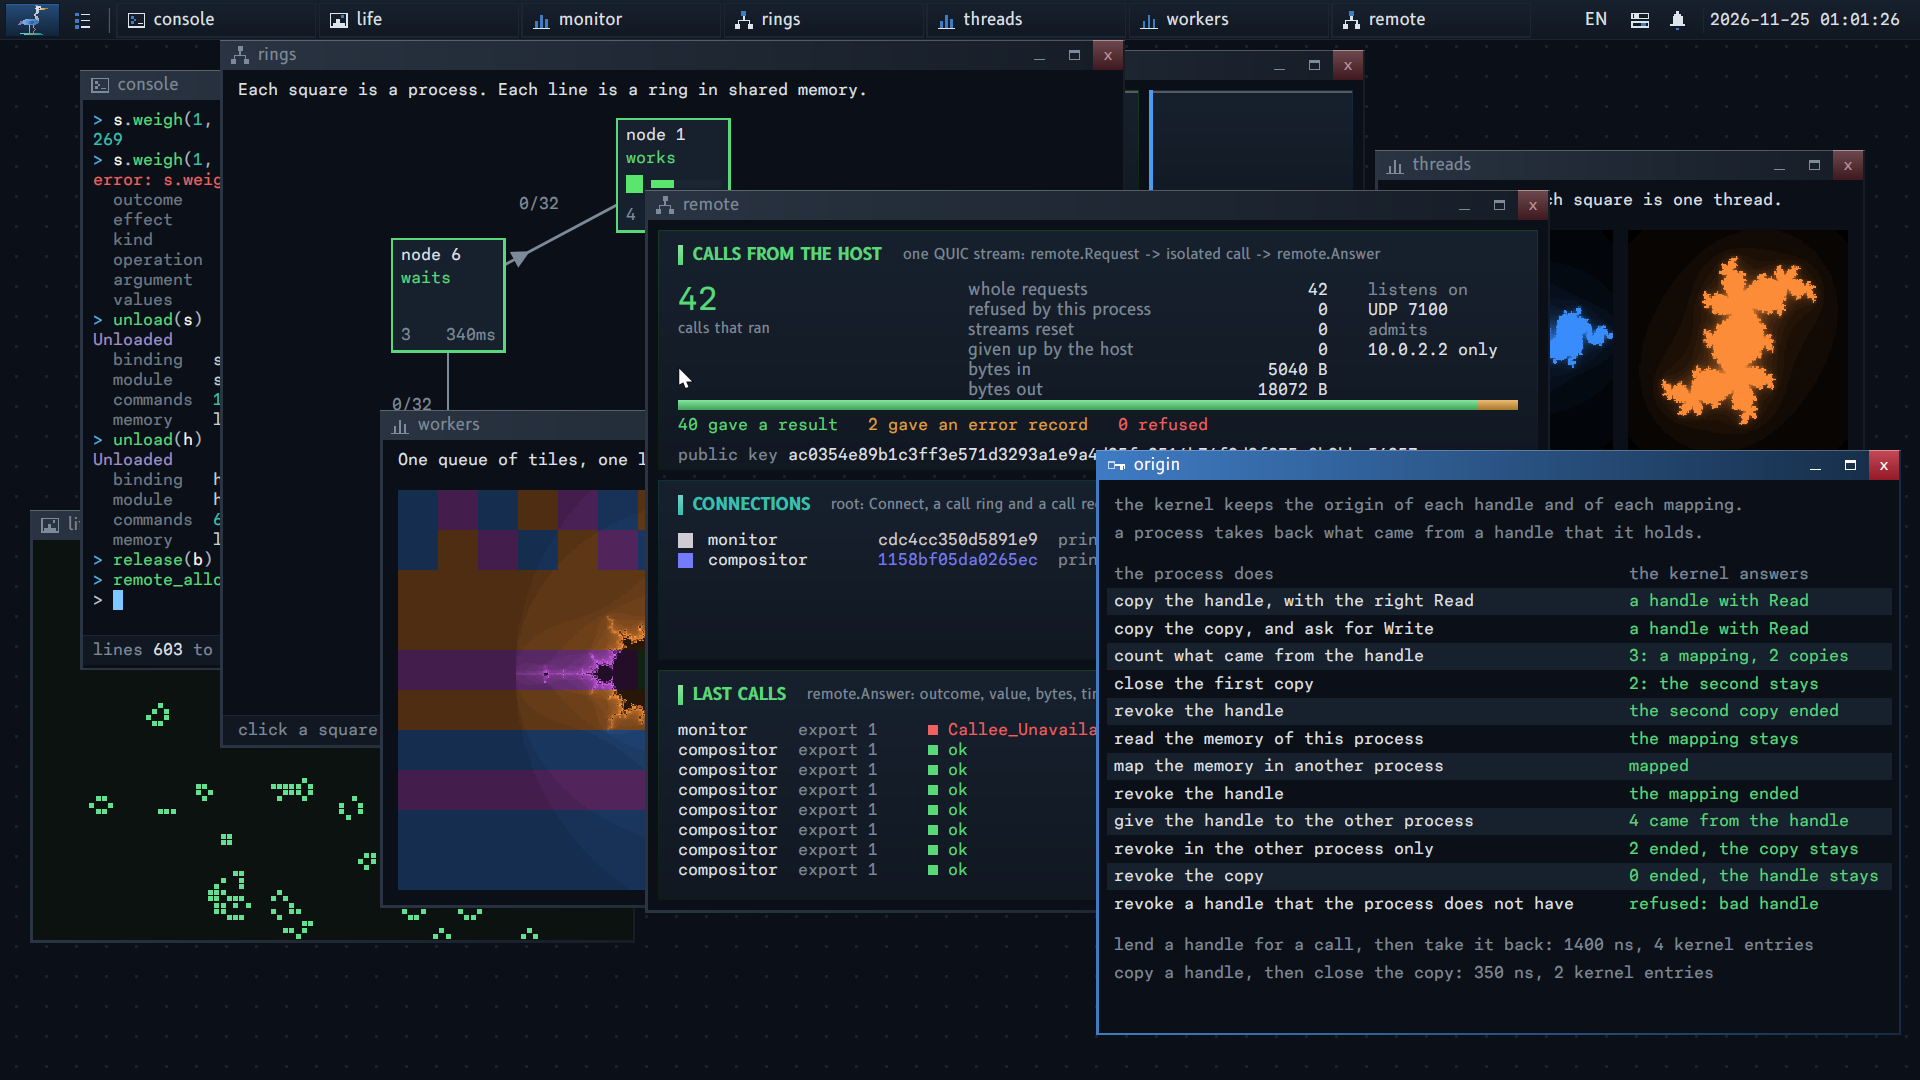 console
life
monitor
rings
threads
workers
remote
EN
2026-11-25 01:01:26
rings
Each square is a process. Each line is a ring in shared memory.
node 1
works
4
0/32
node 6
waits
3 340ms
0/32
console
> s.weigh(1,
269
> s.weigh(1,
error: s.weig
outcome
effect
kind
operation
argument
values
> unload(s)
Unloaded
binding s
module s
commands 1
memory l
> unload(h)
Unloaded
binding h
module h
commands 6
memory l
> release(b)
> remote_allo
>
lines 603 to
li
click a square
workers
One queue of tiles, one l
threads
h square is one thread.
remote
CALLS FROM THE HOST one QUIC stream: remote.Request -> isolated call -> remote.Answer
42
calls that ran
whole requests 42
refused by this process 0
streams reset 0
given up by the host 0
bytes in 5040 B
bytes out 18072 B
listens on
UDP 7100
admits
10.0.2.2 only
40 gave a result 2 gave an error record 0 refused
public key ac0354e89b1c3ff3e571d3293a1e9a4
CONNECTIONS root: Connect, a call ring and a call re
monitor cdc4cc350d5891e9 prin
compositor 1158bf05da0265ec prin
LAST CALLS remote.Answer: outcome, value, bytes, tin
monitor export 1 Callee_Unavaila
compositor export 1 ok
compositor export 1 ok
compositor export 1 ok
compositor export 1 ok
compositor export 1 ok
compositor export 1 ok
compositor export 1 ok
origin
the kernel keeps the origin of each handle and of each mapping.
a process takes back what came from a handle that it holds.
the process does the kernel answers
copy the handle, with the right Read a handle with Read
copy the copy, and ask for Write a handle with Read
count what came from the handle 3: a mapping, 2 copies
close the first copy 2: the second stays
revoke the handle the second copy ended
read the memory of this process the mapping stays
map the memory in another process mapped
revoke the handle the mapping ended
give the handle to the other process 4 came from the handle
revoke in the other process only 2 ended, the copy stays
revoke the copy 0 ended, the handle stays
revoke a handle that the process does not have refused: bad handle
lend a handle for a call, then take it back: 1400 ns, 4 kernel entries
copy a handle, then close the copy: 350 ns, 2 kernel entries